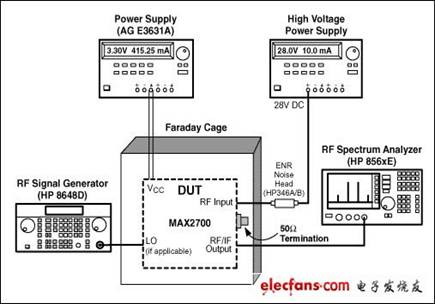 Power Supply
(AG E3631A)
High Voltage
Power Supply
3.30V 415.25 mA
28.0V 10.0 mA
28V DC
Faraday Cage
RF Signal Generator
(HP 8648D)
VCC
DUT
MAX2700
RF Input
LO
(if applicable)
RF/IF
Output
ENR
Noise
Head
(HP346A/B)
50Ω
Termination
RF Spectrum Analyzer
(HP 856xE)
elecfans.com 电子发烧友